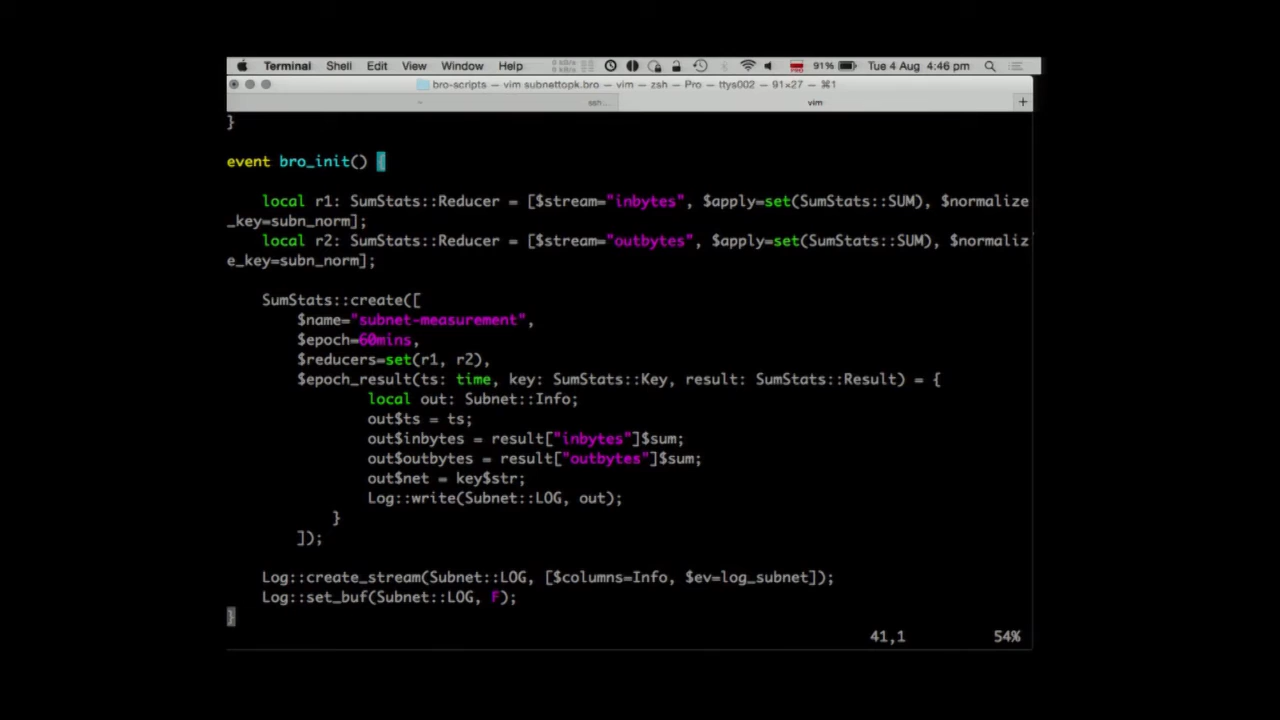 Terminal Shell Edit View Window Help 0 kB/s 0 kB/s PRO 91% Tue 4 Aug 4:46 pm
bro-scripts — vim subnettopk.bro — vim — zsh — Pro — ttys002 — 91×27 — ⌘1
~ ssh... vim +
}
event bro_init() {
local r1: SumStats::Reducer = [$stream="inbytes", $apply=set(SumStats::SUM), $normalize
_key=subn_norm];
local r2: SumStats::Reducer = [$stream="outbytes", $apply=set(SumStats::SUM), $normaliz
e_key=subn_norm];
SumStats::create([
$name="subnet-measurement",
$epoch=60mins,
$reducers=set(r1, r2),
$epoch_result(ts: time, key: SumStats::Key, result: SumStats::Result) = {
local out: Subnet::Info;
out$ts = ts;
out$inbytes = result["inbytes"]$sum;
out$outbytes = result["outbytes"]$sum;
out$net = key$str;
Log::write(Subnet::LOG, out);
}
]);
Log::create_stream(Subnet::LOG, [$columns=Info, $ev=log_subnet]);
Log::set_buf(Subnet::LOG, F);
}
41,1 54%